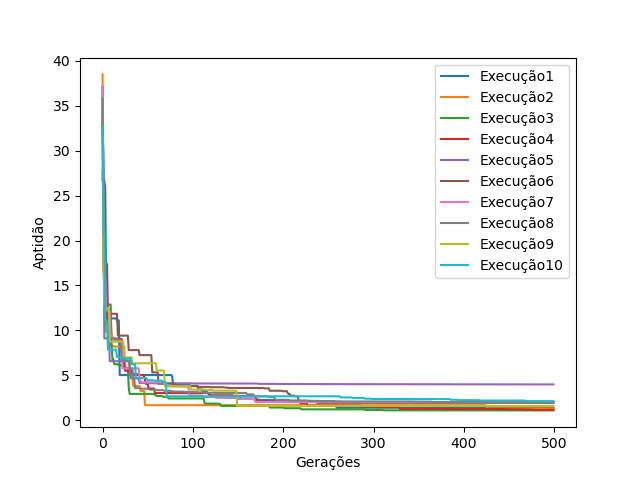 40
35
30
25
20
15
10
5
0
Aptidão
0
100
200
300
400
500
Gerações
Execução1
Execução2
Execução3
Execução4
Execução5
Execução6
Execução7
Execução8
Execução9
Execução10